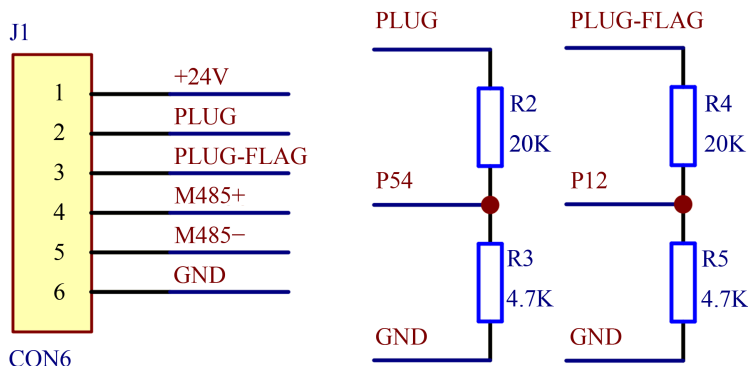 J1
1 +24V
2 PLUG
3 PLUG-FLAG
4 M485+
5 M485−
6 GND
CON6
PLUG
R2
20K
P54
R3
4.7K
GND
PLUG-FLAG
R4
20K
P12
R5
4.7K
GND